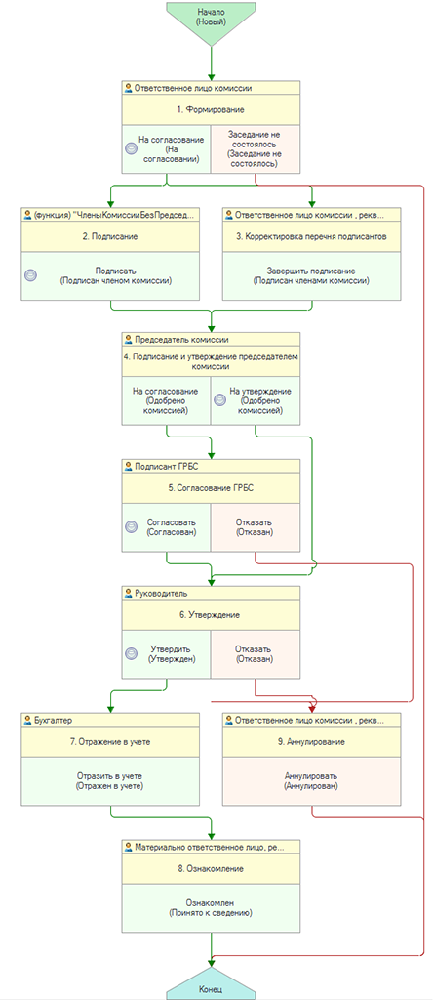 Начало
(Новый)
Ответственное лицо комиссии
1. Формирование
На согласование
(На
согласовании)
Заседание не
состоялось
(Заседание не
состоялось)
(функция) "ЧленыКомиссииБезПредсед...
2. Подписание
Подписать
(Подписан членом комиссии)
Ответственное лицо комиссии , рекв...
3. Корректировка перечня подписантов
Завершить подписание
(Подписан членами комиссии)
Председатель комиссии
4. Подписание и утверждение председателем
комиссии
На согласование
(Одобрено
комиссией)
На утверждение
(Одобрено
комиссией)
Подписант ГРБС
5. Согласование ГРБС
Согласовать
(Согласован)
Отказать
(Отказан)
Руководитель
6. Утверждение
Утвердить
(Утвержден)
Отказать
(Отказан)
Бухгалтер
7. Отражение в учете
Отразить в учете
(Отражен в учете)
Ответственное лицо комиссии , рекв...
9. Аннулирование
Аннулировать
(Аннулирован)
Материально ответственное лицо, ре...
8. Ознакомление
Ознакомлен
(Принято к сведению)
Конец